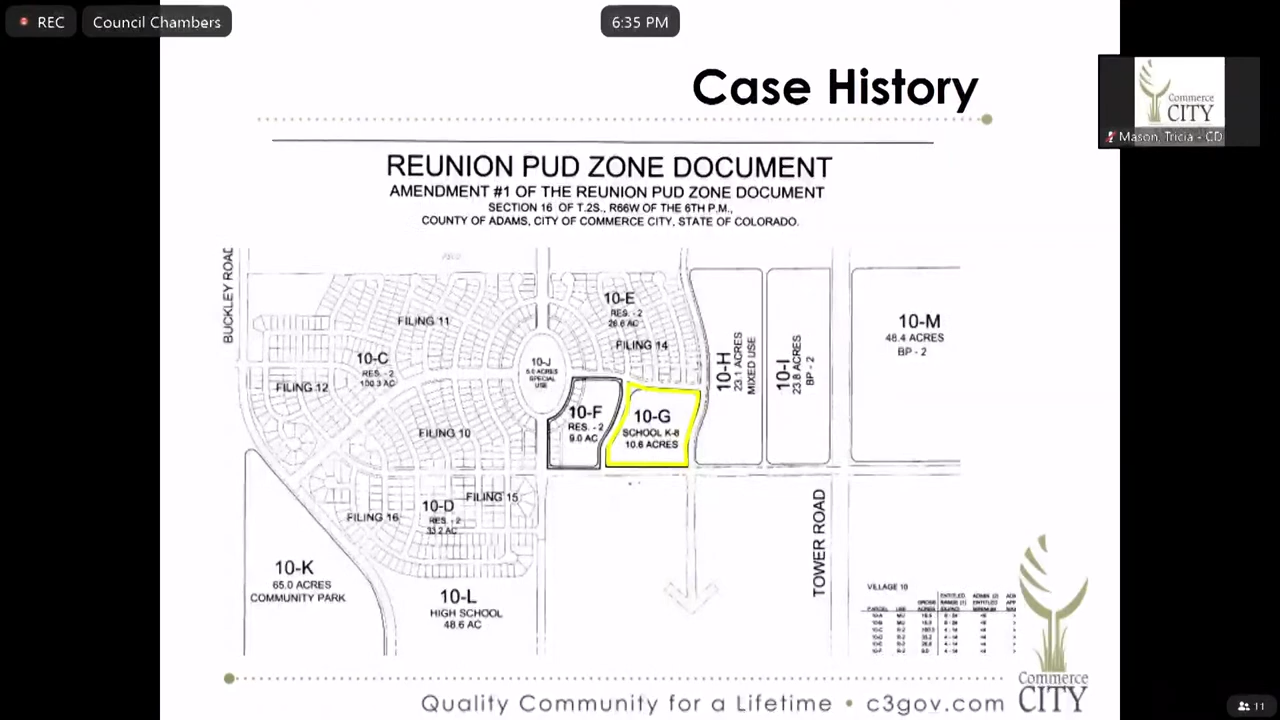 REC
Council Chambers
6:35 PM
Case History
Commerce
CITY
Mason, Tricia - CD
REUNION PUD ZONE DOCUMENT
AMENDMENT #1 OF THE REUNION PUD ZONE DOCUMENT
SECTION 16 OF T.2S., R66W OF THE 6TH P.M.,
COUNTY OF ADAMS, CITY OF COMMERCE CITY, STATE OF COLORADO.
BUCKLEY ROAD
FILING 11
10-E
RES. - 2
26.6 AC
FILING 14
10-C
RES. - 2
100.3 AC
FILING 12
10-J
5.0 ACRES
SPECIAL
USE
10-H
23.1 ACRES
MIXED USE
10-I
23.8 ACRES
BP - 2
10-M
48.4 ACRES
BP - 2
10-F
RES. - 2
9.0 AC
10-G
SCHOOL K-8
10.6 ACRES
FILING 10
FILING 15
10-D
RES. - 2
33.2 AC
FILING 16
TOWER ROAD
10-K
65.0 ACRES
COMMUNITY PARK
10-L
HIGH SCHOOL
48.6 AC
VILLAGE 10
PARCEL
USE
GROSS
ACRES
Commerce
CITY
Quality Community for a Lifetime • c3gov.com
11